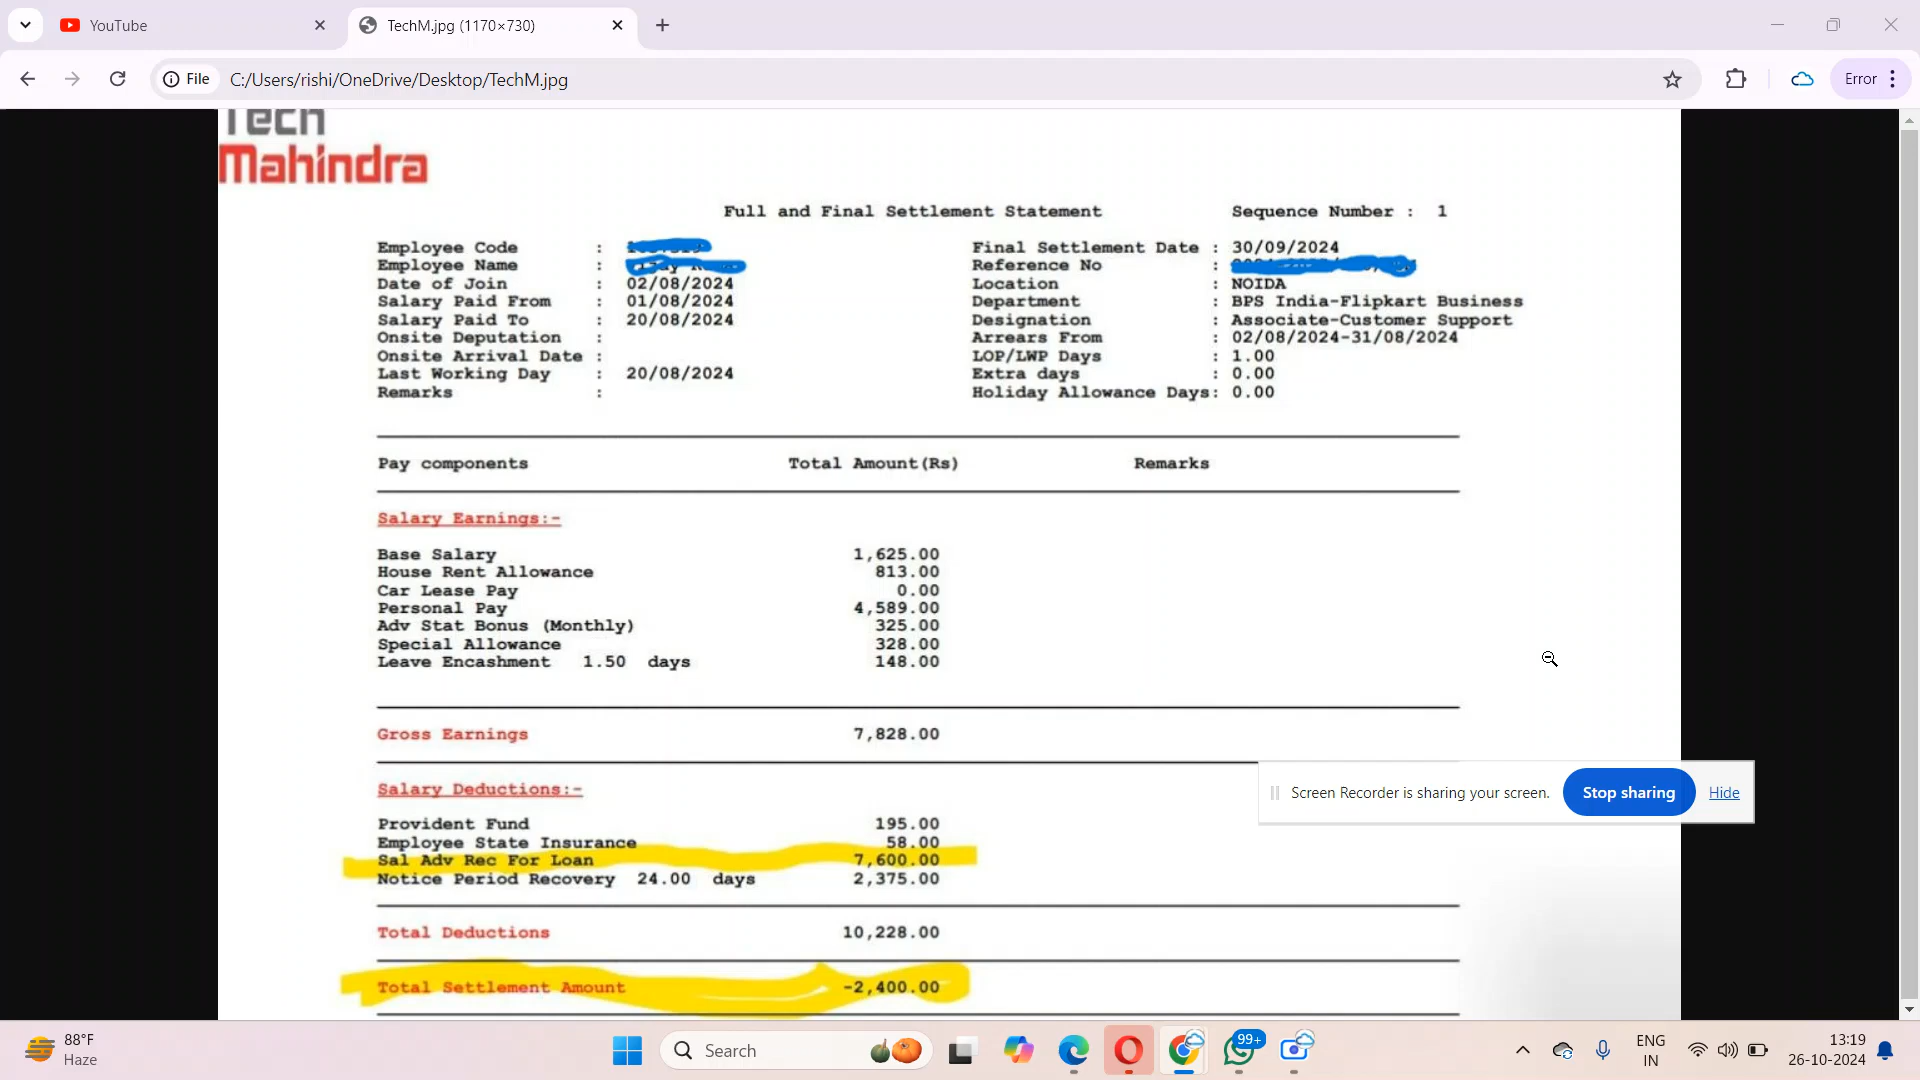 YouTube
TechM.jpg (1170×730)
File C:/Users/rishi/OneDrive/Desktop/TechM.jpg Error
Tech
Mahindra
Full and Final Settlement Statement Sequence Number : 1
Employee Code : Final Settlement Date : 30/09/2024
Employee Name : Reference No :
Date of Join : 02/08/2024 Location : NOIDA
Salary Paid From : 01/08/2024 Department : BPS India-Flipkart Business
Salary Paid To : 20/08/2024 Designation : Associate-Customer Support
Onsite Deputation : Arrears From : 02/08/2024-31/08/2024
Onsite Arrival Date : LOP/LWP Days : 1.00
Last Working Day : 20/08/2024 Extra days : 0.00
Remarks : Holiday Allowance Days: 0.00
Pay components Total Amount(Rs) Remarks
Salary Earnings:-
Base Salary 1,625.00
House Rent Allowance 813.00
Car Lease Pay 0.00
Personal Pay 4,589.00
Adv Stat Bonus (Monthly) 325.00
Special Allowance 328.00
Leave Encashment 1.50 days 148.00
Gross Earnings 7,828.00
Salary Deductions:-
Screen Recorder is sharing your screen. Stop sharing Hide
Provident Fund 195.00
Employee State Insurance 58.00
Sal Adv Rec For Loan 7,600.00
Notice Period Recovery 24.00 days 2,375.00
Total Deductions 10,228.00
Total Settlement Amount -2,400.00
88°F
Haze
Search
99+
ENG
IN
13:19
26-10-2024